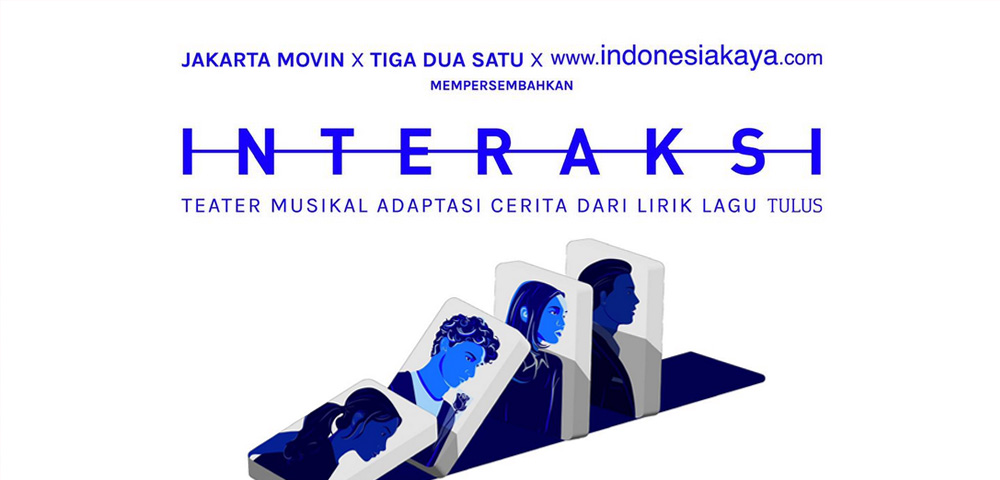 JAKARTA MOVIN X TIGA DUA SATU X www.indonesiakaya.com
MEMPERSEMBAHKAN
INTERAKSI
TEATER MUSIKAL ADAPTASI CERITA DARI LIRIK LAGU TULUS